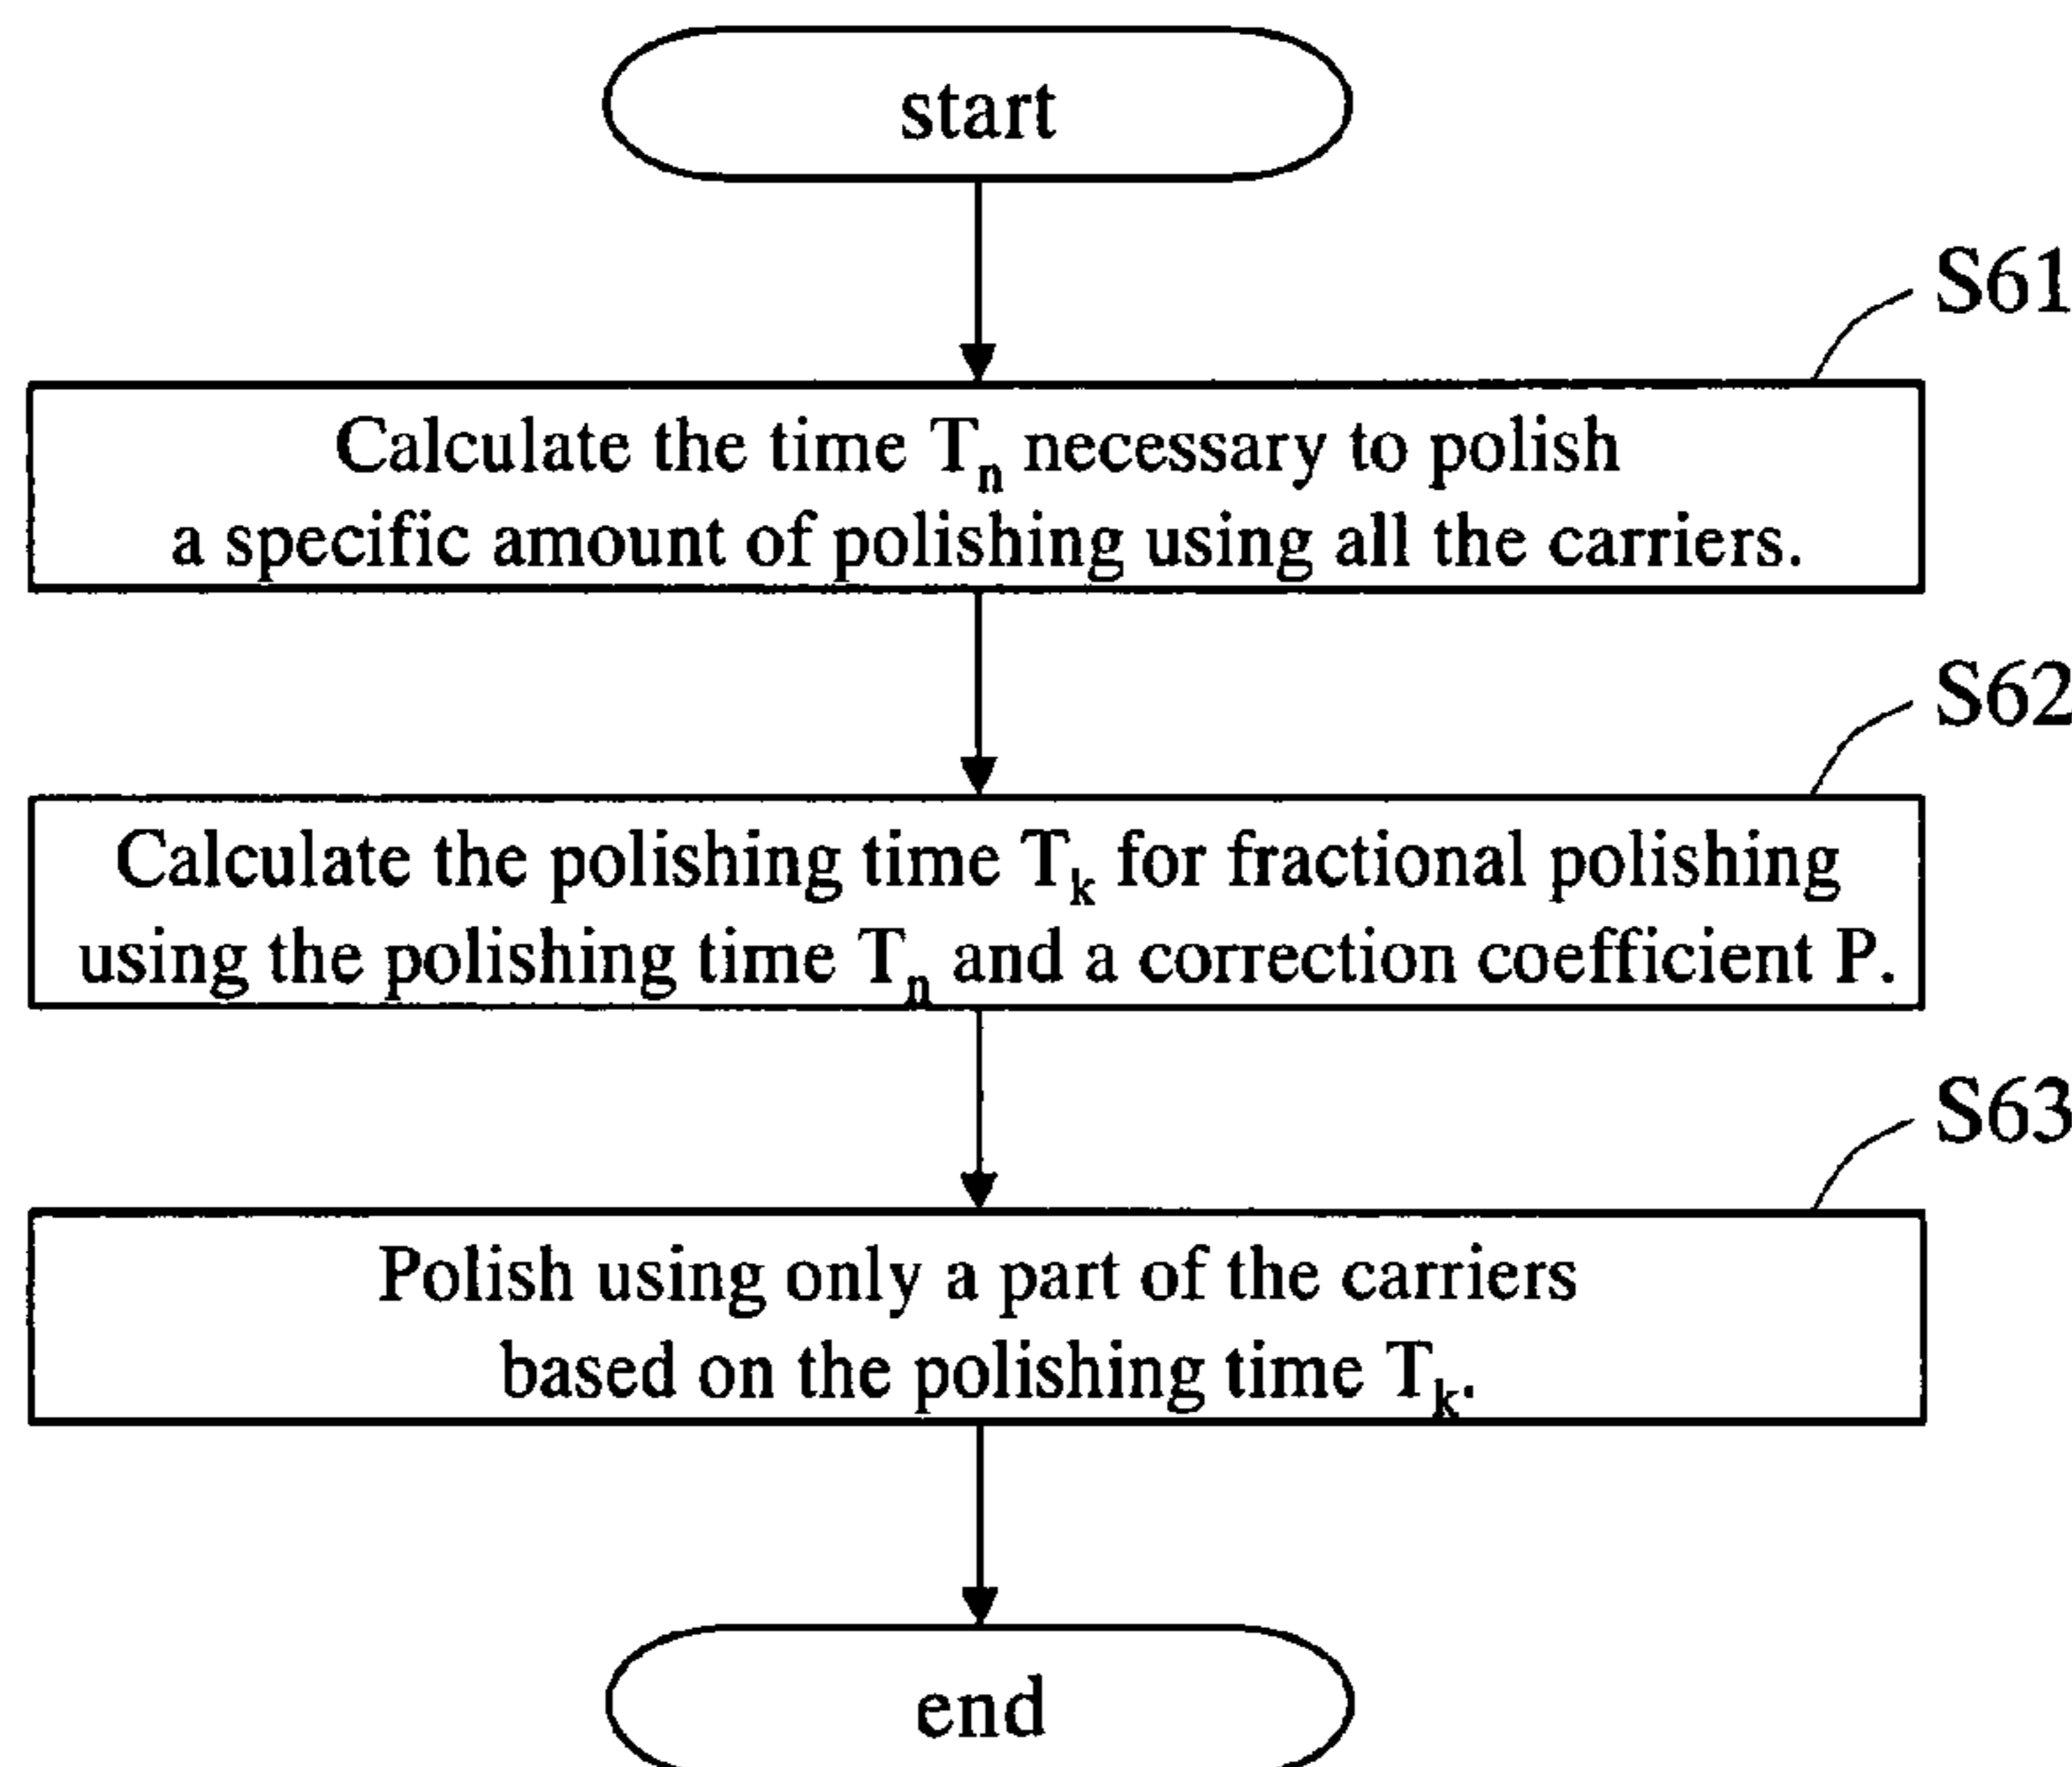 start
S61
Calculate the time Tn necessary to polish
a specific amount of polishing using all the carriers.
S62
Calculate the polishing time Tk for fractional polishing
using the polishing time Tn and a correction coefficient P.
S63
Polish using only a part of the carriers
based on the polishing time Tk.
end